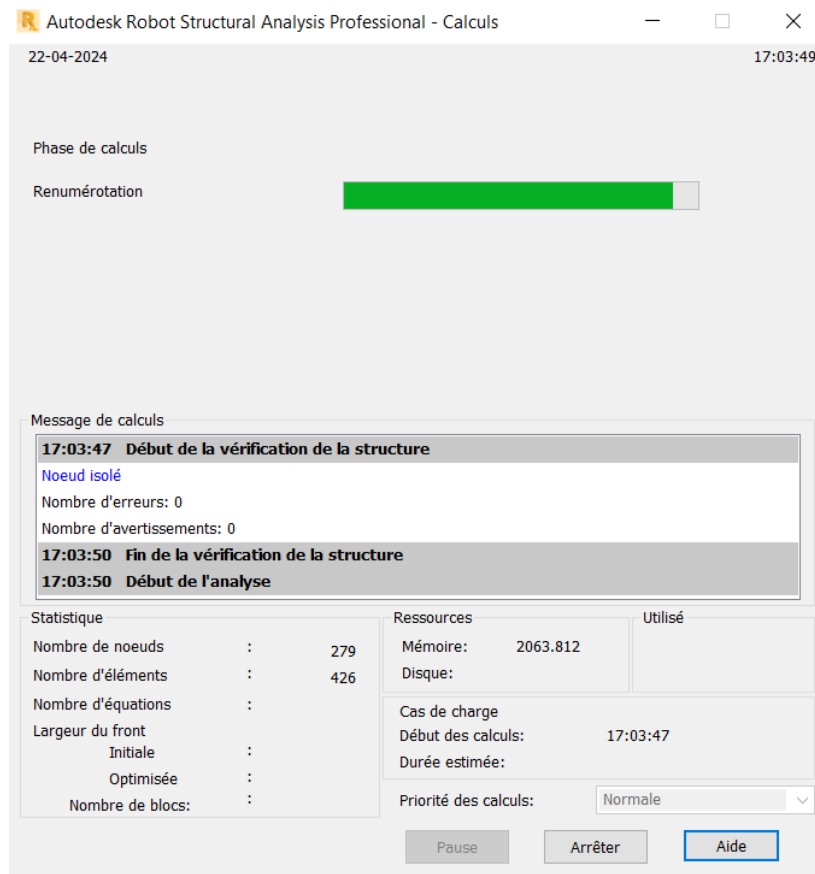 Autodesk Robot Structural Analysis Professional - Calculs
22-04-2024 17:03:49
Phase de calculs
Renumérotation
Message de calculs
17:03:47 Début de la vérification de la structure
Noeud isolé
Nombre d'erreurs: 0
Nombre d'avertissements: 0
17:03:50 Fin de la vérification de la structure
17:03:50 Début de l'analyse
Statistique
Nombre de noeuds : 279
Nombre d'éléments : 426
Nombre d'équations :
Largeur du front
Initiale :
Optimisée :
Nombre de blocs: :
Ressources
Mémoire: 2063.812
Disque:
Utilisé
Cas de charge
Début des calculs: 17:03:47
Durée estimée:
Priorité des calculs: Normale
Pause Arrêter Aide